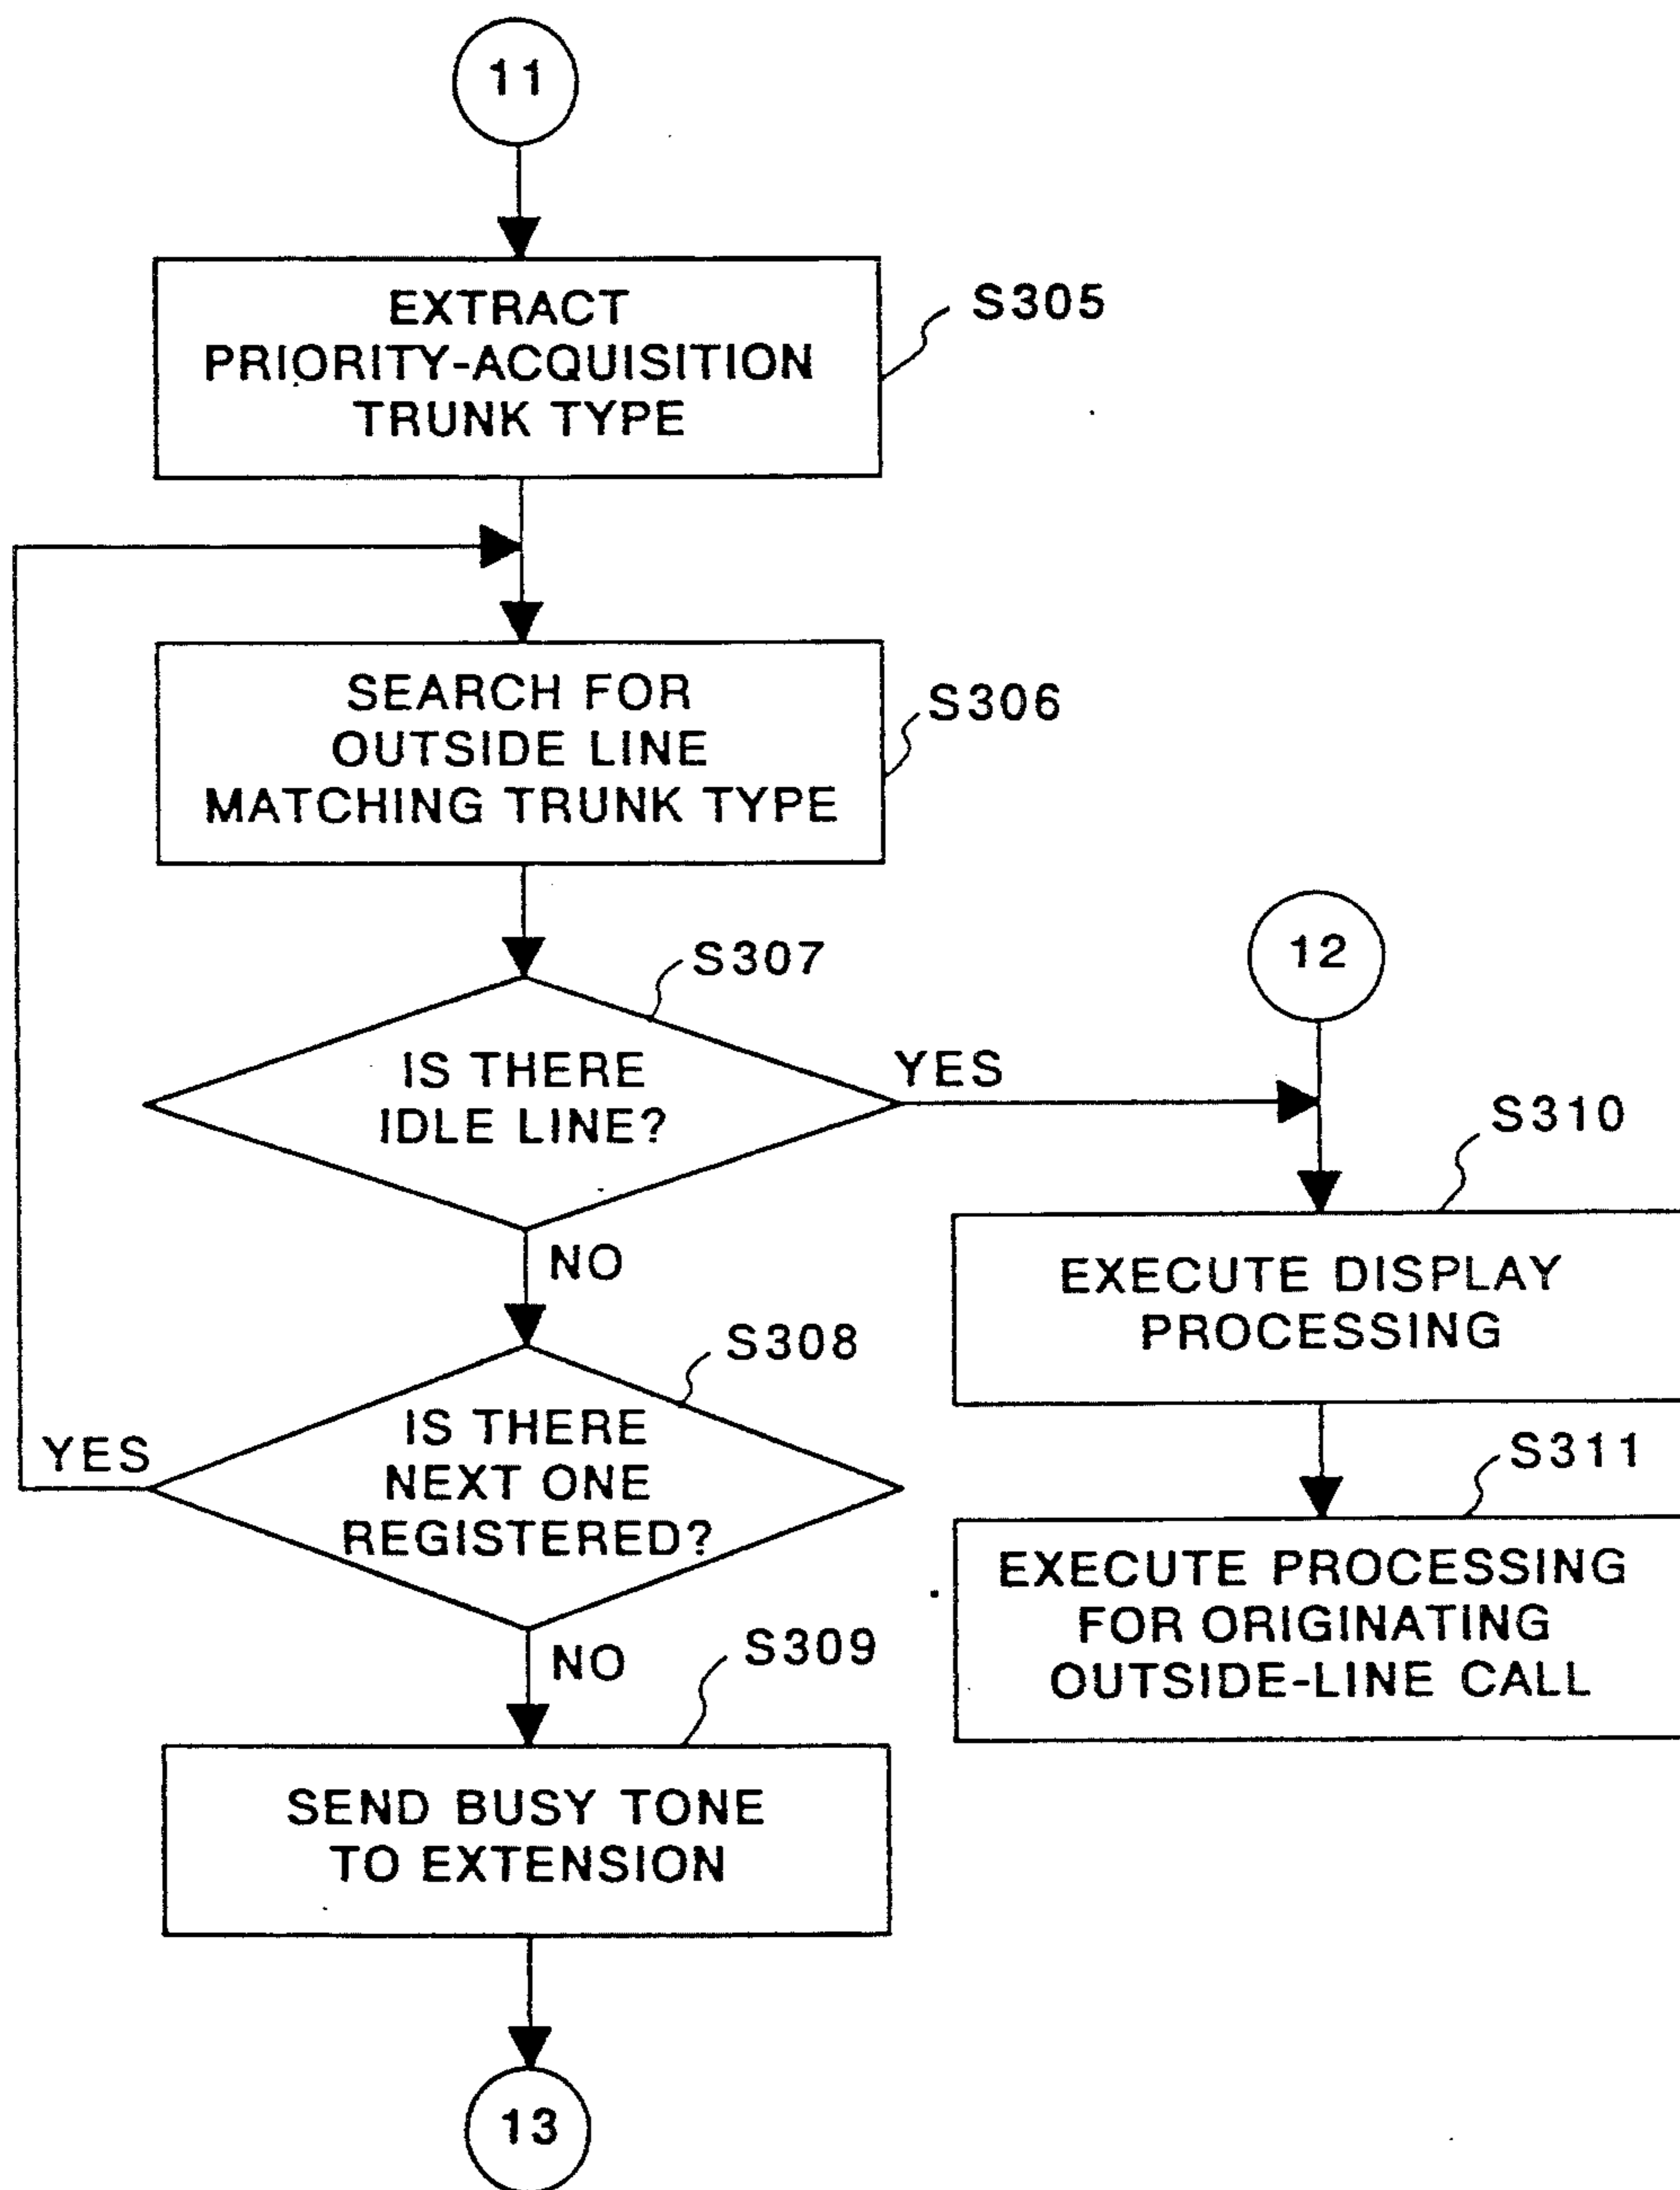 11
EXTRACT
PRIORITY-ACQUISITION
TRUNK TYPE
S305
SEARCH FOR
OUTSIDE LINE
MATCHING TRUNK TYPE
S306
S307
IS THERE
IDLE LINE?
YES
NO
12
S310
EXECUTE DISPLAY
PROCESSING
S308
IS THERE
NEXT ONE
REGISTERED?
YES
NO
S311
EXECUTE PROCESSING
FOR ORIGINATING
OUTSIDE-LINE CALL
S309
SEND BUSY TONE
TO EXTENSION
13